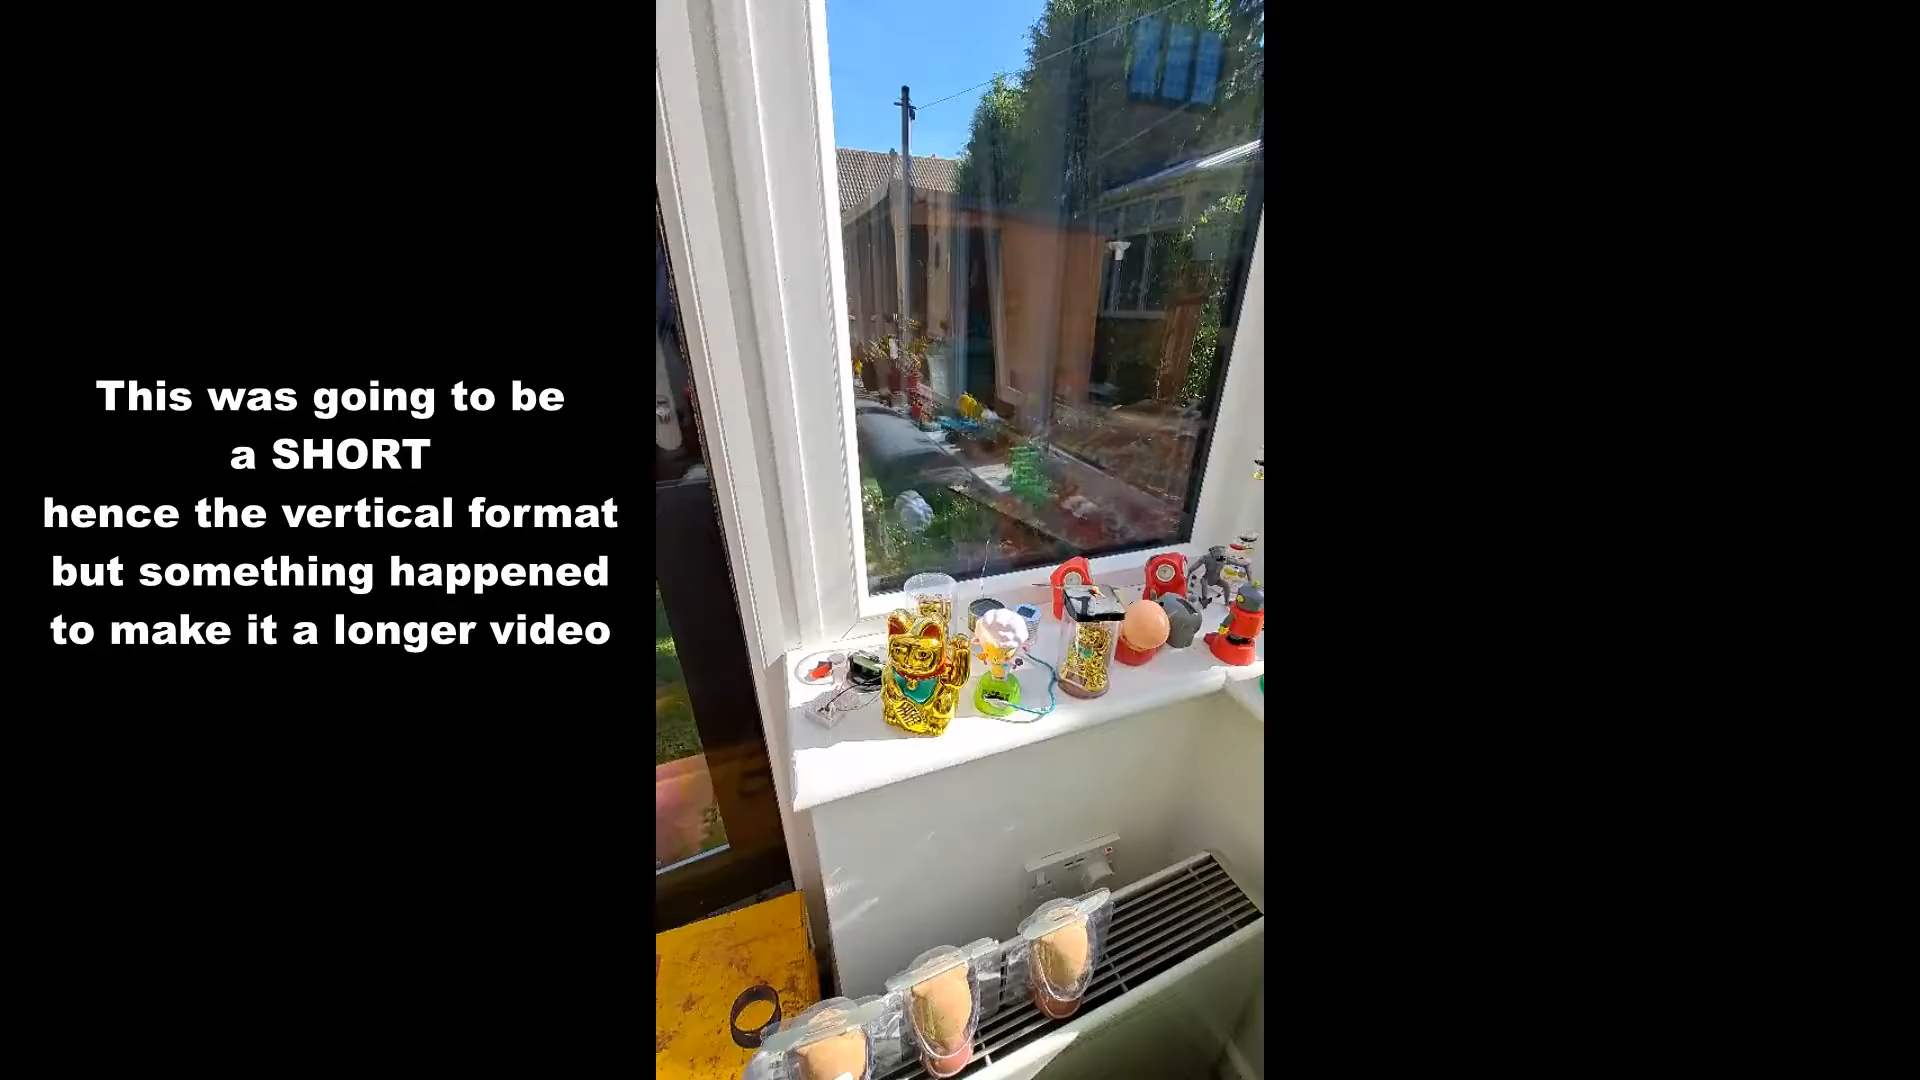 This was going to be
a SHORT
hence the vertical format
but something happened
to make it a longer video